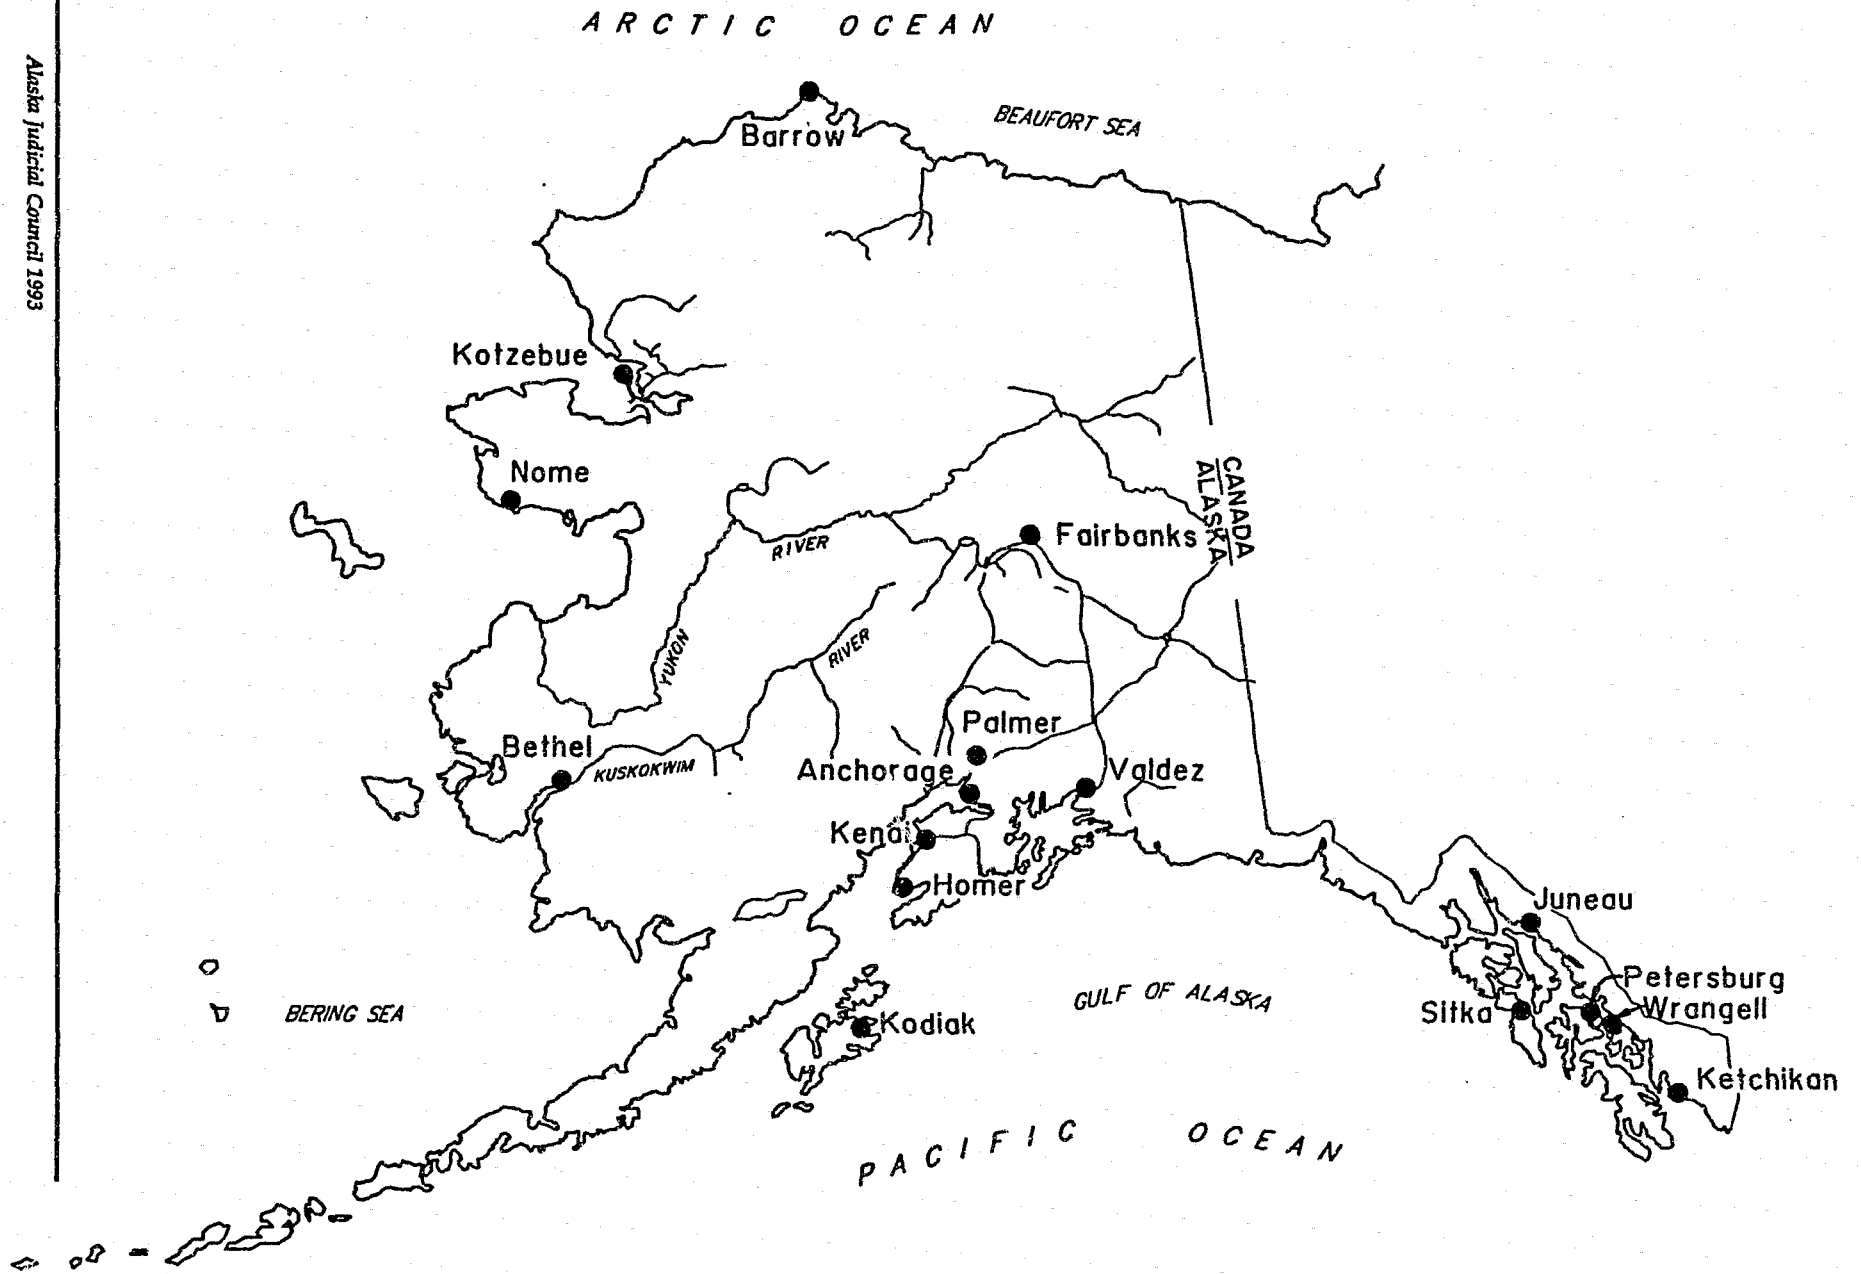 ARCTIC OCEAN
Alaska Judicial Council 1993
BEAUFORT SEA
Barrow
Kotzebue
Nome
CANADA
ALASKA
Fairbanks
RIVER
YUKON
RIVER
Palmer
Bethel
KUSKOKWIM
Anchorage
Valdez
Kenai
Homer
Juneau
Petersburg
Wrangell
Sitka
GULF OF ALASKA
BERING SEA
Kodiak
Ketchikan
PACIFIC OCEAN